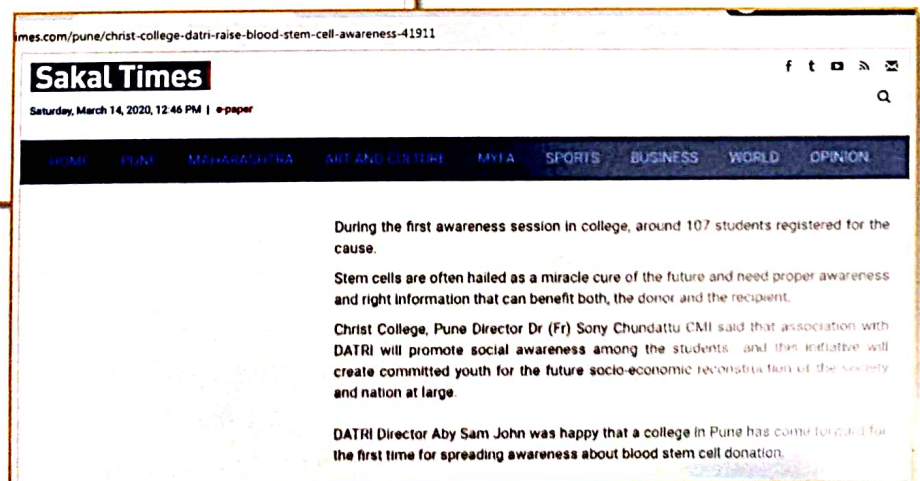 imes.com/pune/christ-college-datri-raise-blood-stem-cell-awareness-41911
Sakal Times
Saturday, March 14, 2020, 12:46 PM | e-paper
HOME PUNE MAHARASHTRA ART AND CULTURE MYFA SPORTS BUSINESS WORLD OPINION
During the first awareness session in college, around 107 students registered for the
cause.
Stem cells are often hailed as a miracle cure of the future and need proper awareness
and right information that can benefit both, the donor and the recipient.
Christ College, Pune Director Dr (Fr) Sony Chundattu CMI said that association with
DATRI will promote social awareness among the students and this initiative will
create committed youth for the future socio-economic reconstruction of the society
and nation at large.
DATRI Director Aby Sam John was happy that a college in Pune has come forward for
the first time for spreading awareness about blood stem cell donation.